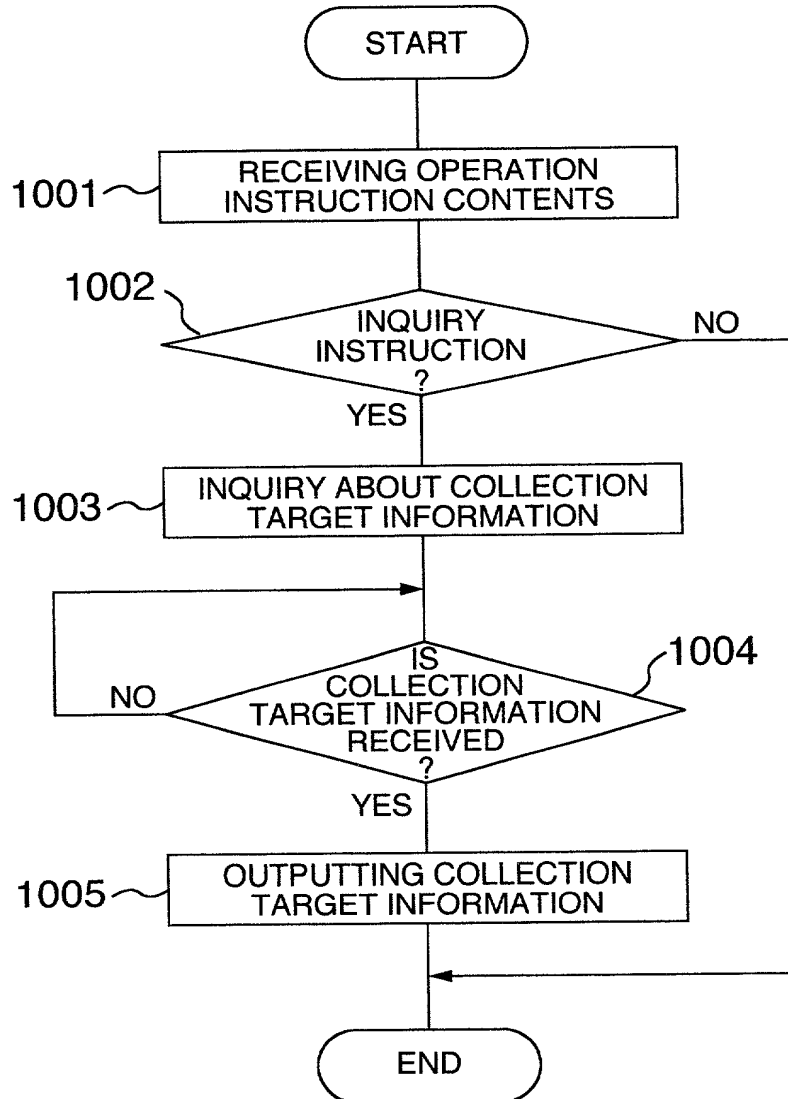 START
1001
RECEIVING OPERATION
INSTRUCTION CONTENTS
1002
INQUIRY
INSTRUCTION
?
NO
YES
1003
INQUIRY ABOUT COLLECTION
TARGET INFORMATION
1004
IS
COLLECTION
TARGET INFORMATION
RECEIVED
?
NO
YES
1005
OUTPUTTING COLLECTION
TARGET INFORMATION
END